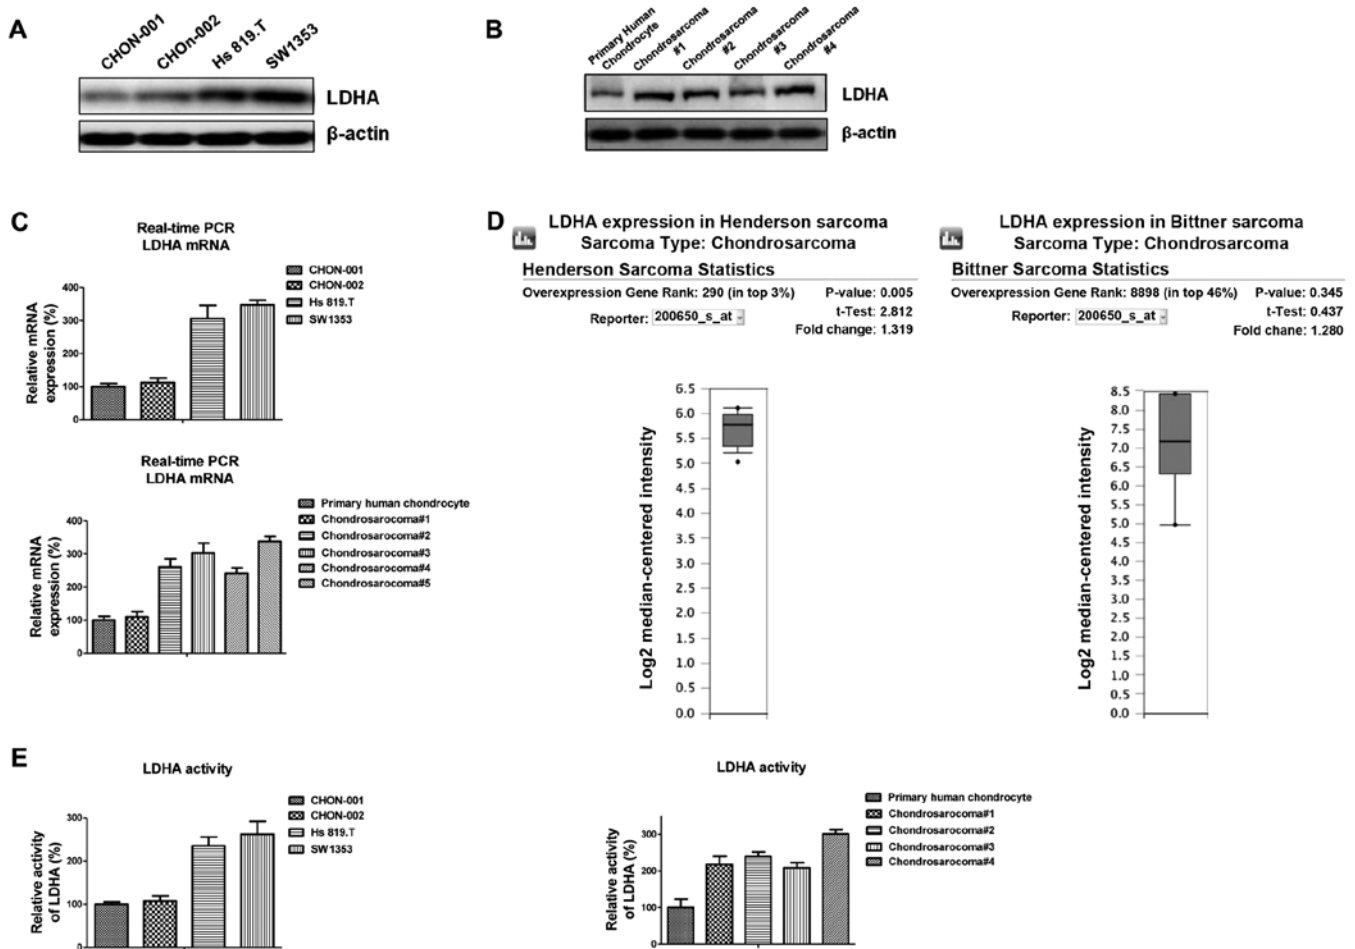 A
CHON-001
CHOn-002
Hs 819.T
SW1353
LDHA
β-actin
B
Primary Human
Chondrocyte
Chondrosarcoma
#1
Chondrosarcoma
#2
Chondrosarcoma
#3
Chondrosarcoma
#4
LDHA
β-actin
C
Real-time PCR
LDHA mRNA
Relative mRNA
expression (%)
400
300
200
100
0
CHON-001
CHON-002
Hs 819.T
SW1353
Real-time PCR
LDHA mRNA
Relative mRNA
expression (%)
400
300
200
100
0
Primary human chondrocyte
Chondrosarocoma#1
Chondrosarocoma#2
Chondrosarocoma#3
Chondrosarocoma#4
Chondrosarocoma#5
D
LDHA expression in Henderson sarcoma
Sarcoma Type: Chondrosarcoma
Henderson Sarcoma Statistics
Overexpression Gene Rank: 290 (in top 3%) P-value: 0.005
Reporter: 200650_s_at t-Test: 2.812
Fold change: 1.319
Log2 median-centered intensity
6.5
6.0
5.5
5.0
4.5
4.0
3.5
3.0
2.5
2.0
1.5
1.0
0.5
0.0
LDHA expression in Bittner sarcoma
Sarcoma Type: Chondrosarcoma
Bittner Sarcoma Statistics
Overexpression Gene Rank: 8898 (in top 46%) P-value: 0.345
Reporter: 200650_s_at t-Test: 0.437
Fold chane: 1.280
Log2 median-centered intensity
8.5
8.0
7.5
7.0
6.5
6.0
5.5
5.0
4.5
4.0
3.5
3.0
2.5
2.0
1.5
1.0
0.5
0.0
E
LDHA activity
Relative activity
of LDHA (%)
300
200
100
0
CHON-001
CHON-002
Hs 819.T
SW1353
LDHA activity
Relative activity
of LDHA (%)
300
200
100
0
Primary human chondrocyte
Chondrosarocoma#1
Chondrosarocoma#2
Chondrosarocoma#3
Chondrosarocoma#4